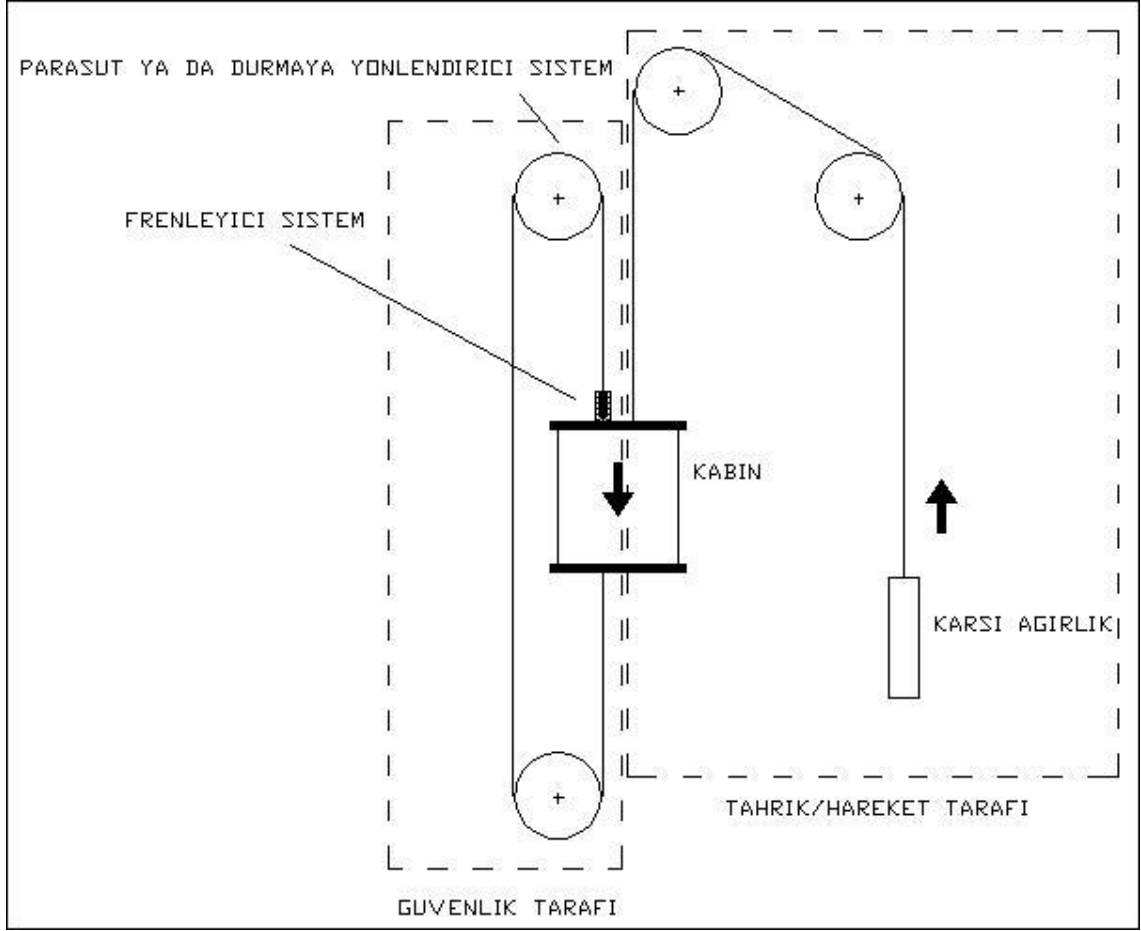 PARASUT YA DA DURMAYA YONLENDIRICI SISTEM
FRENLEYICI SISTEM
KABIN
KARSI AGIRLIK
TAHRIK/HAREKET TARAFI
GUVENLIK TARAFI